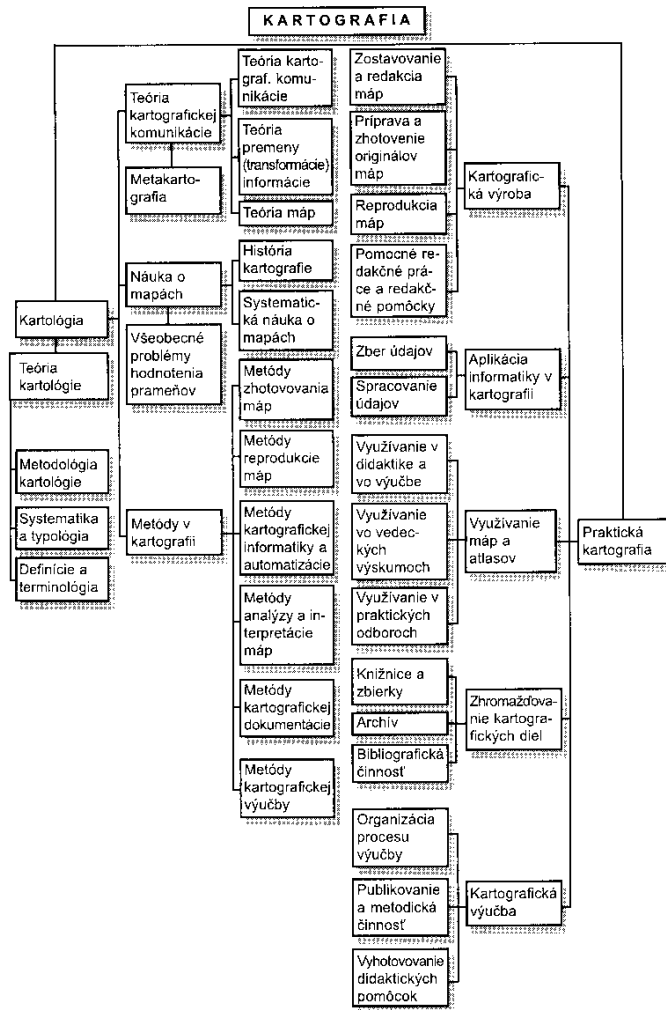 KARTOGRAFIA
Kartológia
Teória
kartológie
Metodológia
kartológie
Systematika
a typológia
Definície a
terminológia
Teória
kartografickej
komunikácie
Metakarto-
grafia
Náuka o
mapách
Všeobecné
problémy
hodnotenia
prameňov
Metódy v
kartografii
Teória karto-
graf. komu-
nikácie
Teória
premeny
(transformácie)
informácie
Teória máp
História
kartografie
Systematic-
ká náuka o
mapách
Metódy
zhotovovania
máp
Metódy
reprodukcie
máp
Metódy
kartografickej
informatiky a
automatizácie
Metódy
analýzy a in-
terpretácie
máp
Metódy
kartografickej
dokumentácie
Metódy
kartografickej
výučby
Zostavovanie
a redakcia
máp
Príprava a
zhotovenie
originálov
máp
Reprodukcia
máp
Pomocné re-
dakčné prá-
ce a redakč-
né pomôcky
Zber údajov
Spracovanie
údajov
Využívanie v
didaktike a
vo výučbe
Využívanie
vo vedec-
kých
výskumoch
Využívanie v
praktických
odboroch
Knižnice a
zbierky
Archív
Bibliografická
činnosť
Organizácia
procesu
výučby
Publikovanie
a metodická
činnosť
Vyhotovovanie
didaktických
pomôcok
Kartografic-
ká výroba
Aplikácia
informatiky v
kartografii
Využívanie
máp a
atlasov
Zhromažďova-
nie kartogra-
fických diel
Kartografická
výučba
Praktická
kartografia